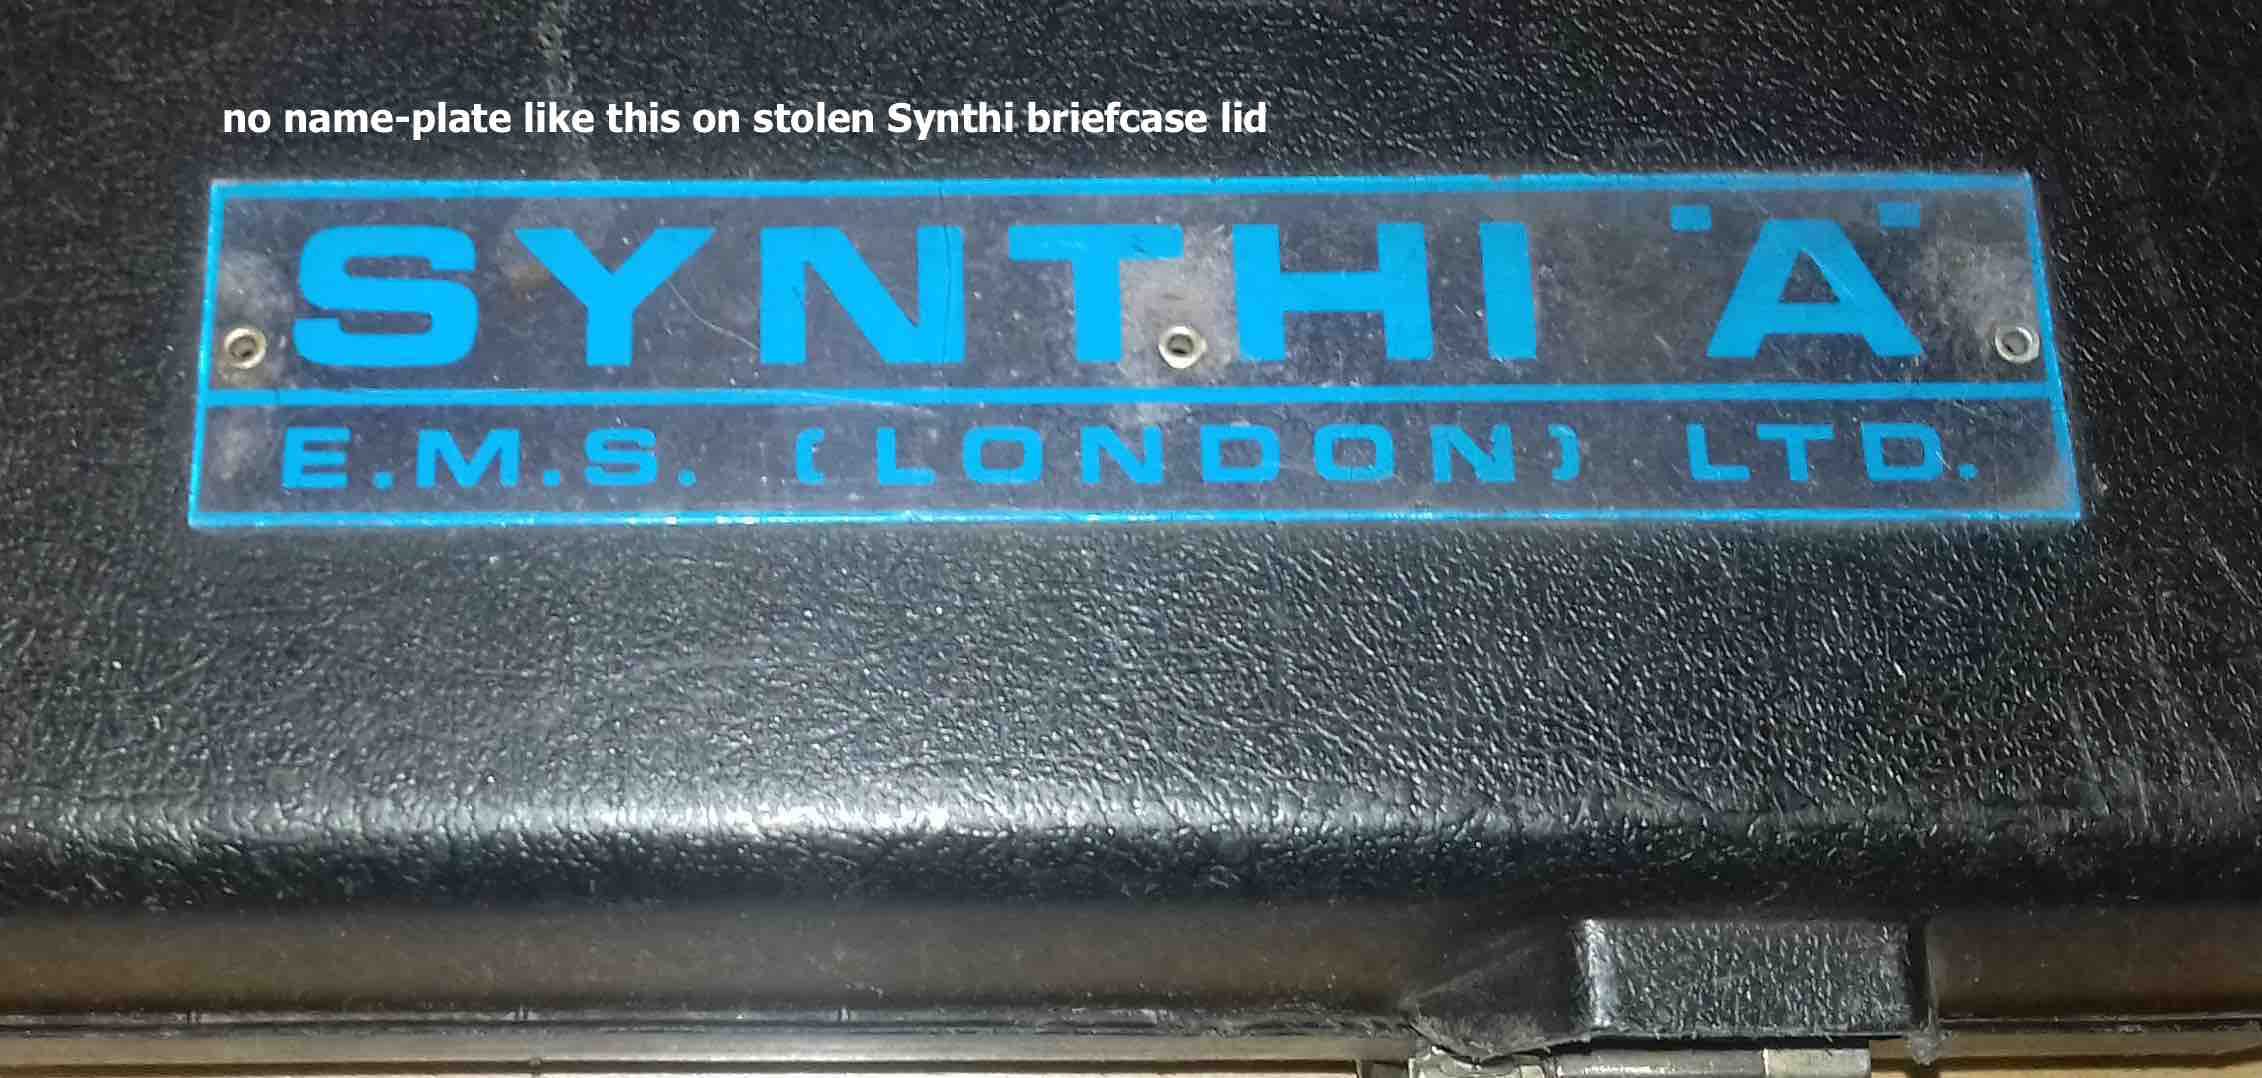 no name-plate like this on stolen Synthi briefcase lid
SYNTHI "A"
E.M.S. (LONDON) LTD.